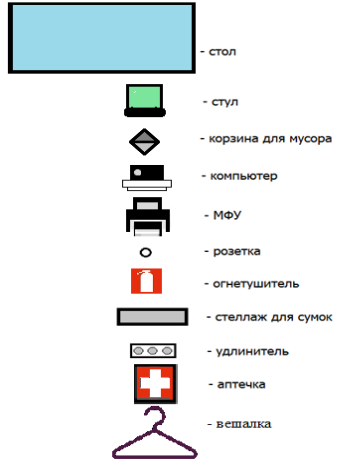 - стол
- стул
- корзина для мусора
- компьютер
- МФУ
- розетка
- огнетушитель
- стеллаж для сумок
- удлинитель
- аптечка
- вешалка